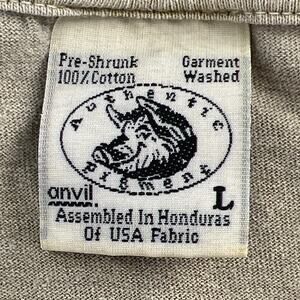 Pre-Shrunk Garment
100% Cotton Washed
Authentic
Pigment
anvil L
Assembled In Honduras
Of USA Fabric